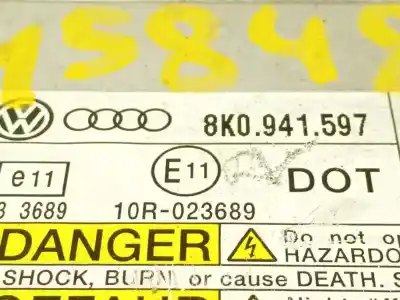 15848
8K0.941.597
e11 E11 DOT
3 3689 10R-023689
DANGER Do not op
HAZARDO
SHOCK, BURN or cause DEATH. S